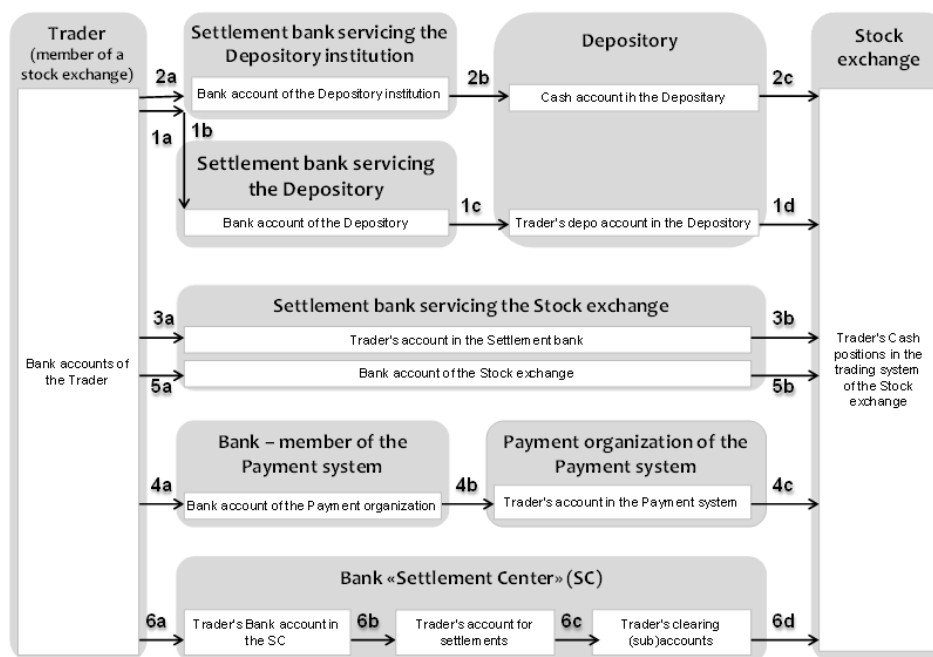 Trader
(member of a
stock exchange)
Settlement bank servicing the
Depository institution
Depository
Stock
exchange
2a
Bank account of the Depository institution
2b
Cash account ih the Depositary
2c
1a
1b
Settlement bank servicing
the Depository
Bank account of the Depository
1c
Trader's depo account in the Depository
1d
Settlement bank servicing the Stock exchange
3a
Trader's account in the Settlement bank
3b
Bank accounts of
the Trader
Bank account of the Stock exchange
5a
5b
Trader's Cash
positions in the
trading system
of the Stock
exchange
Bank – member of the
Payment system
Payment organization of the
Payment system
4a
Bank account of the Payment organization
4b
Trader's account in the Payment system
4c
Bank «Settlement Center» (SC)
6a
Trader's Bank account in
the SC
6b
Trader's account for
settlements
6c
Trader's clearing
(sub)accounts
6d